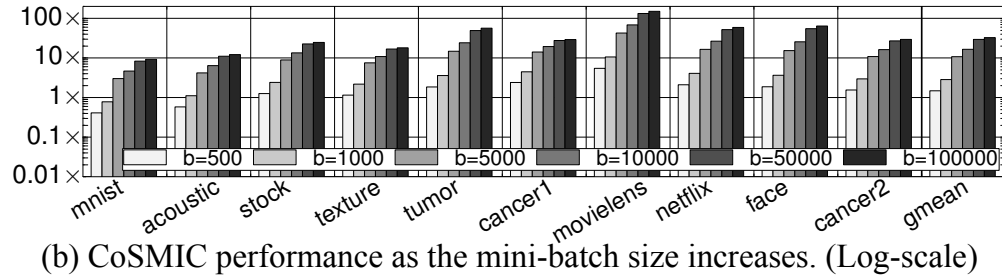 100×
10×
1×
0.1×
0.01×
b=500 b=1000 b=5000 b=10000 b=50000 b=100000
mnist acoustic stock texture tumor cancer1 movielens netflix face cancer2 gmean
(b) CoSMIC performance as the mini-batch size increases. (Log-scale)